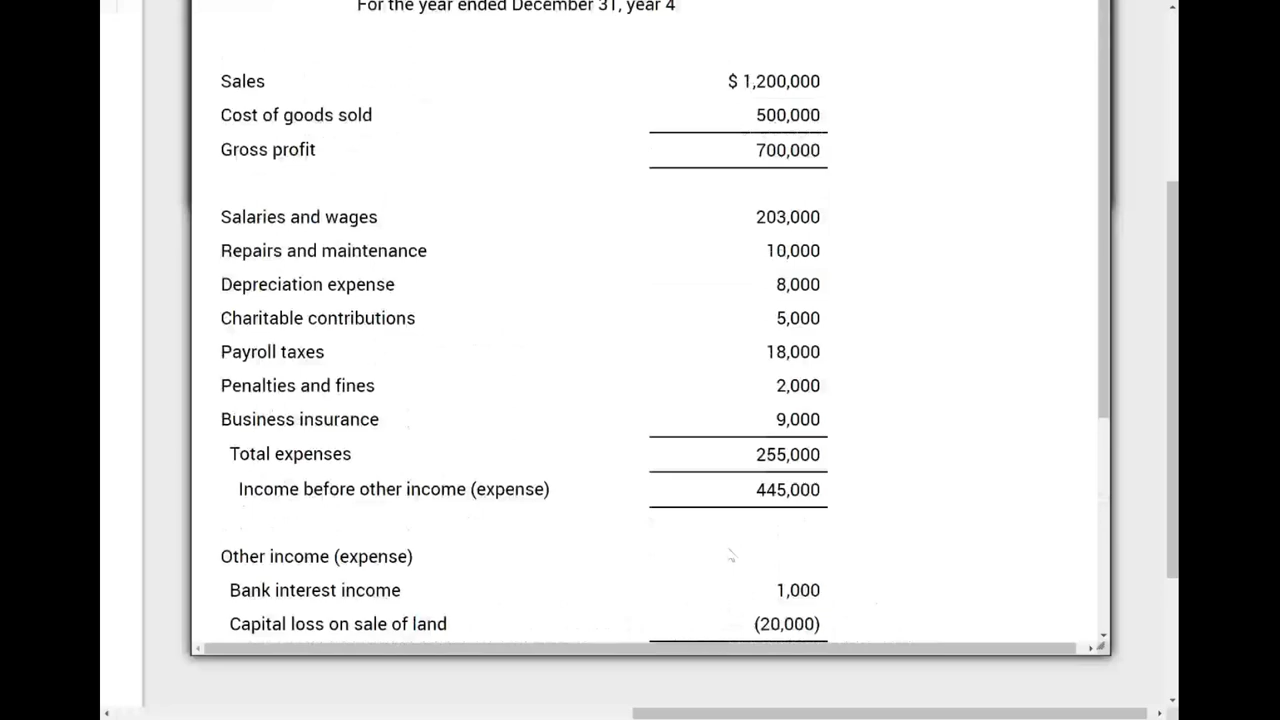 For the year ended December 31, year 4
Sales $ 1,200,000
Cost of goods sold 500,000
Gross profit 700,000
Salaries and wages 203,000
Repairs and maintenance 10,000
Depreciation expense 8,000
Charitable contributions 5,000
Payroll taxes 18,000
Penalties and fines 2,000
Business insurance 9,000
Total expenses 255,000
Income before other income (expense) 445,000
Other income (expense)
Bank interest income 1,000
Capital loss on sale of land (20,000)